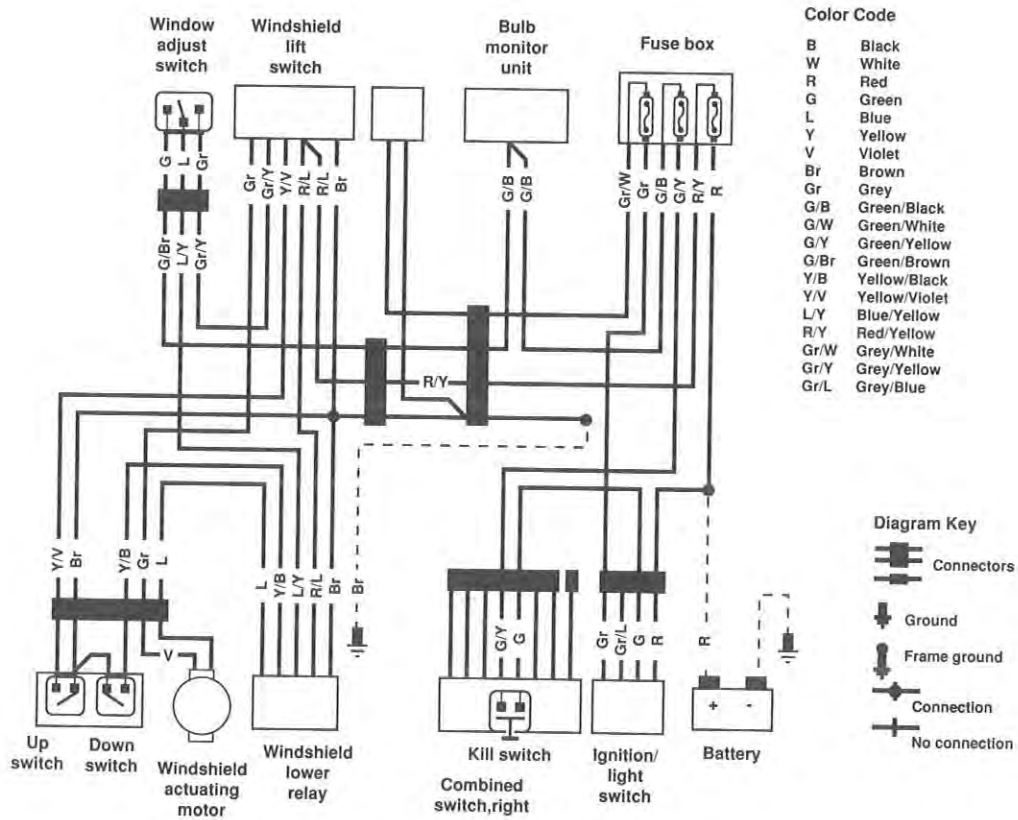 Window
adjust
switch
Windshield
lift
switch
Bulb
monitor
unit
Fuse box
Color Code
B Black
W White
R Red
G Green
L Blue
Y Yellow
V Violet
Br Brown
Gr Grey
G/B Green/Black
G/W Green/White
G/Y Green/Yellow
G/Br Green/Brown
Y/B Yellow/Black
Y/V Yellow/Violet
L/Y Blue/Yellow
R/Y Red/Yellow
Gr/W Grey/White
Gr/Y Grey/Yellow
Gr/L Grey/Blue
G L Gr
Gr Gr/Y Y/V R/L R/L Br
G/B G/B
Gr/W Gr G/B G/Y R/Y R
G/Br L/Y Gr/Y
R/Y
Y/V Br Y/B Gr L
L Y/B L/Y R/L Br Br
G/Y G
Gr Gr/L G R
R
V
+ -
Up
switch
Down
switch
Windshield
actuating
motor
Windshield
lower
relay
Kill switch
Combined
switch,right
Ignition/
light
switch
Battery
Diagram Key
Connectors
Ground
Frame ground
Connection
No connection